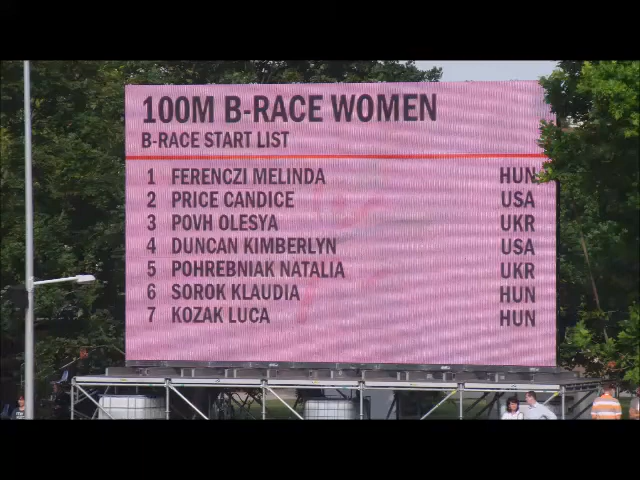 100M B-RACE WOMEN
B-RACE START LIST
1 FERENCZI MELINDA HUN
2 PRICE CANDICE USA
3 POVH OLESYA UKR
4 DUNCAN KIMBERLYN USA
5 POHREBNIAK NATALIA UKR
6 SOROK KLAUDIA HUN
7 KOZAK LUCA HUN